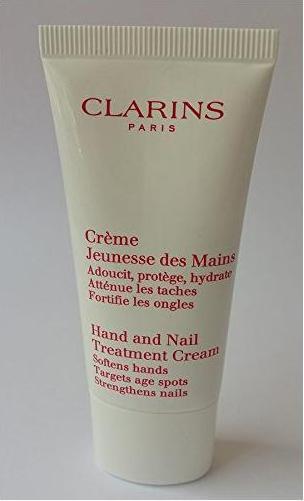 CLARINS
PARIS
Crème
Jeunesse des Mains
Adoucit, protège, hydrate
Atténue les taches
Fortifie les ongles
Hand and Nail
Treatment Cream
Softens hands
Targets age spots
Strengthens nails